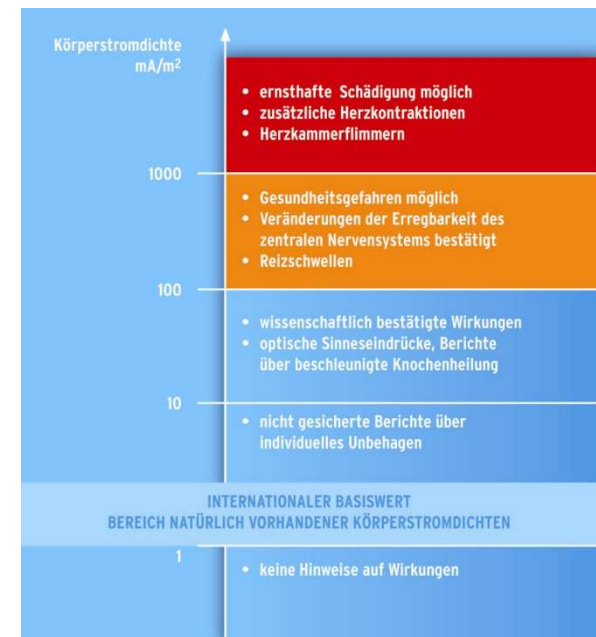 Körperstromdichte
mA/m²
• ernsthafte Schädigung möglich
• zusätzliche Herzkontraktionen
• Herzkammerflimmern
1000
• Gesundheitsgefahren möglich
• Veränderungen der Erregbarkeit des
zentralen Nervensystems bestätigt
• Reizschwellen
100
• wissenschaftlich bestätigte Wirkungen
• optische Sinneseindrücke, Berichte
über beschleunigte Knochenheilung
10
• nicht gesicherte Berichte über
individuelles Unbehagen
INTERNATIONALER BASISWERT
BEREICH NATÜRLICH VORHANDENER KÖRPERSTROMDICHTEN
1
• keine Hinweise auf Wirkungen